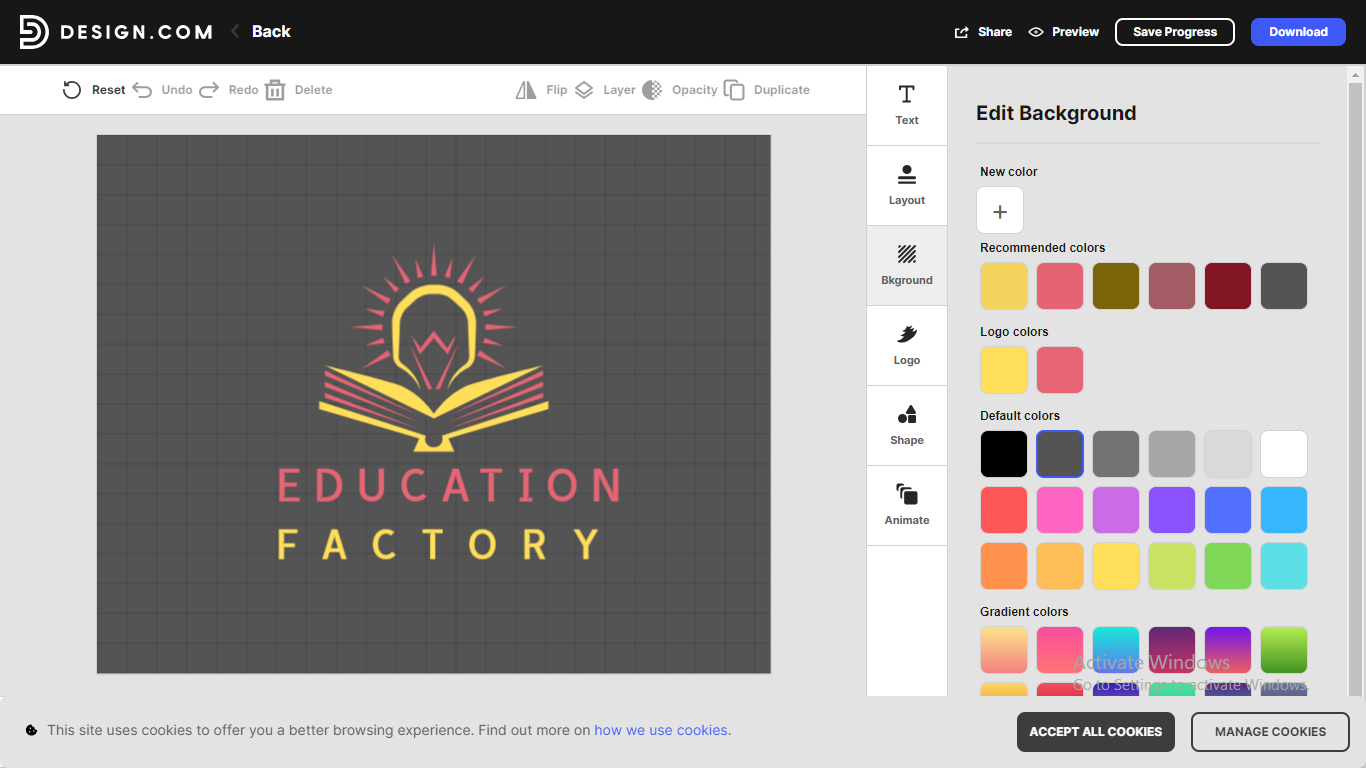 DESIGN.COM
Back
Share
Preview
Save Progress
Download
Reset
Undo
Redo
Delete
Flip
Layer
Opacity
Duplicate
Text
Layout
Bkground
Logo
Shape
Animate
EDUCATION
FACTORY
Edit Background
New color
Recommended colors
Logo colors
Default colors
Gradient colors
Activate Windows
Go to Settings to activate Windows.
This site uses cookies to offer you a better browsing experience. Find out more on how we use cookies.
ACCEPT ALL COOKIES
MANAGE COOKIES